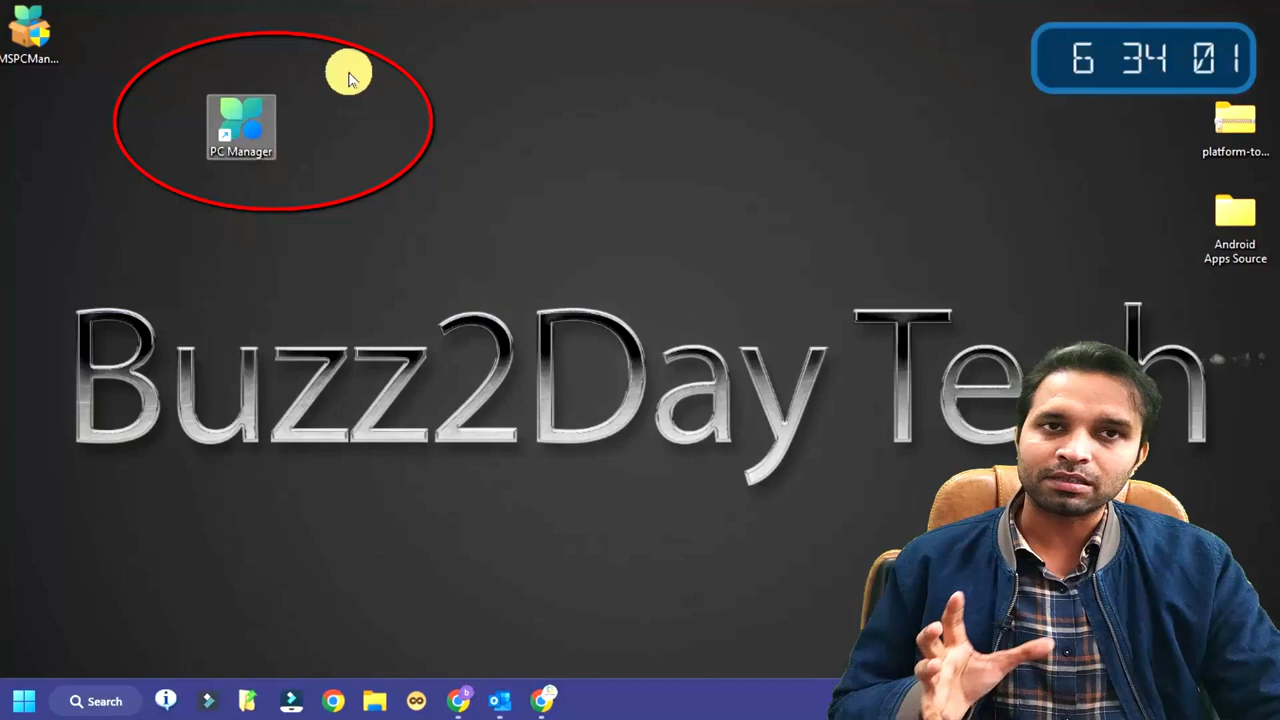 MSPCMan...
6 34 01
PC Manager
platform-to...
Android
Apps Source
Buzz2Day Tech
Search